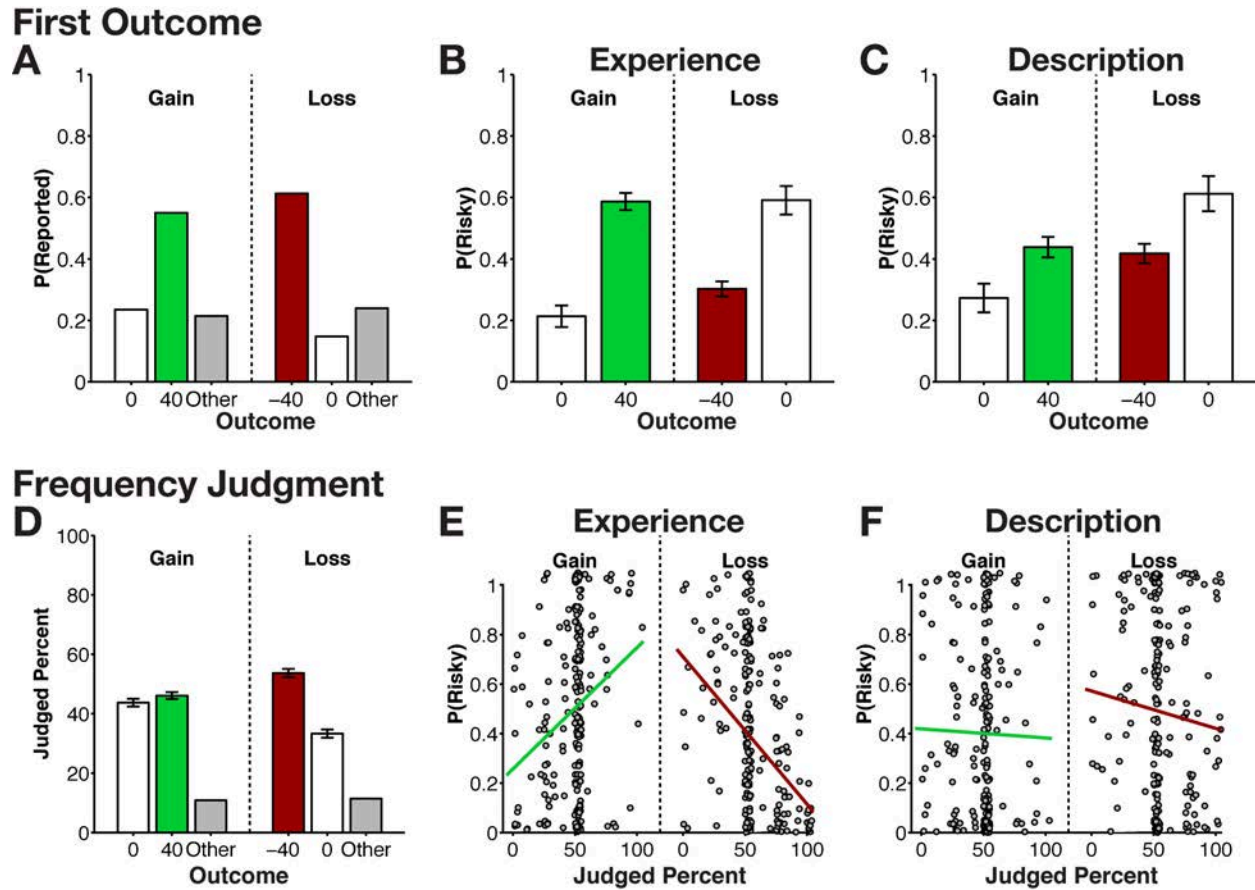 First Outcome
A
B Experience
C Description
Gain Loss
Gain Loss
Gain Loss
P(Reported)
P(Risky)
P(Risky)
1
0.8
0.6
0.4
0.2
0
1
0.8
0.6
0.4
0.2
0
1
0.8
0.6
0.4
0.2
0
0 40 Other −40 0 Other
0 40 −40 0
0 40 −40 0
Outcome
Outcome
Outcome
Frequency Judgment
D
E Experience
F Description
Gain Loss
Gain Loss
Gain Loss
Judged Percent
P(Risky)
P(Risky)
100
80
60
40
20
0
1
0.8
0.6
0.4
0.2
0
1
0.8
0.6
0.4
0.2
0
0 40 Other −40 0 Other
0 50 100 0 50 100
0 50 100 0 50 100
Outcome
Judged Percent
Judged Percent